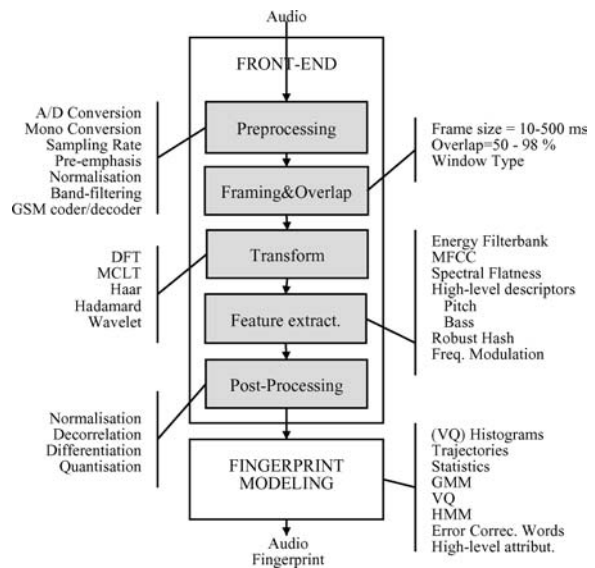 Audio
FRONT-END
A/D Conversion
Mono Conversion
Sampling Rate
Pre-emphasis
Normalisation
Band-filtering
GSM coder/decoder
Preprocessing
Frame size = 10-500 ms
Overlap=50 - 98 %
Window Type
Framing&Overlap
DFT
MCLT
Haar
Hadamard
Wavelet
Transform
Energy Filterbank
MFCC
Spectral Flatness
High-level descriptors
Pitch
Bass
Robust Hash
Freq. Modulation
Feature extract.
Post-Processing
Normalisation
Decorrelation
Differentiation
Quantisation
FINGERPRINT
MODELING
(VQ) Histograms
Trajectories
Statistics
GMM
VQ
HMM
Error Correc. Words
High-level attribut.
Audio
Fingerprint